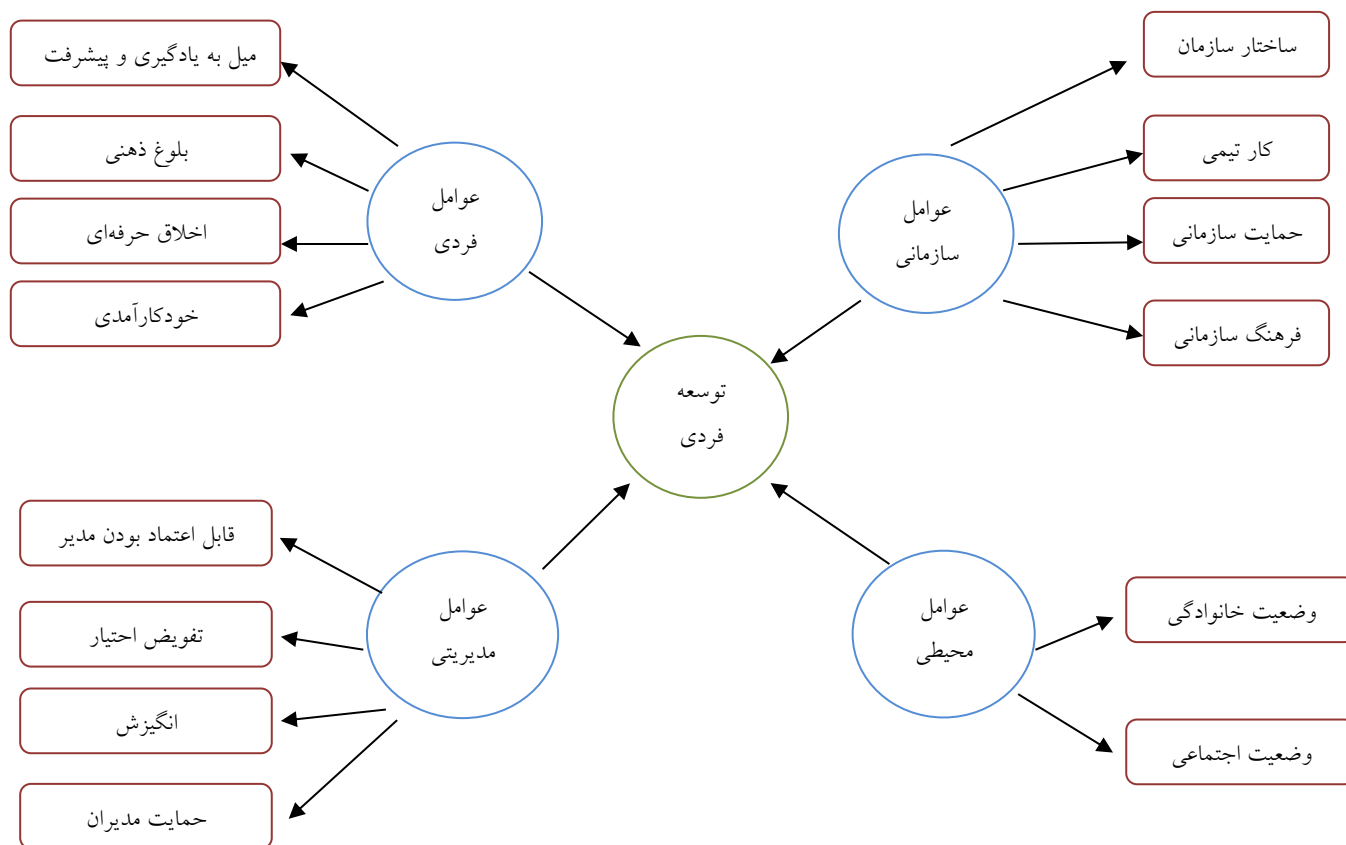 ساختار سازمان
کار تیمی
حمایت سازمانی
فرهنگ سازمانی
عوامل
سازمانی
عوامل
فردی
میل به یادگیری و پیشرفت
بلوغ ذهنی
اخلاق حرفه‌ای
خودکارآمدی
توسعه
فردی
وضعیت خانوادگی
وضعیت اجتماعی
عوامل
محیطی
عوامل
مدیریتی
قابل اعتماد بودن مدیر
تفویض احتیار
انگیزش
حمایت مدیران